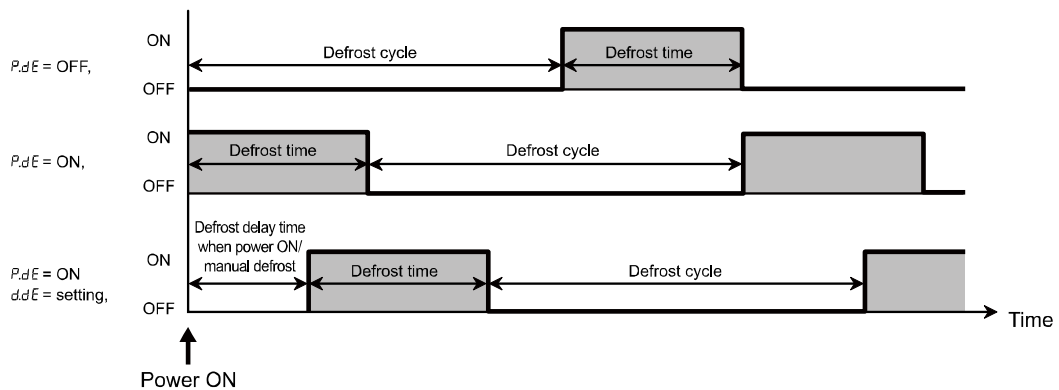 ON
P.dE = OFF,
Defrost cycle
Defrost time
OFF
ON
P.dE = ON,
Defrost time
Defrost cycle
OFF
Defrost delay time
when power ON/
manual defrost
ON
P.dE = ON
d.dE = setting,
Defrost time
Defrost cycle
OFF
Time
Power ON